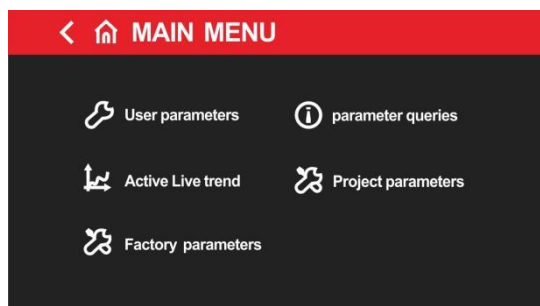 MAIN MENU
User parameters
parameter queries
Active Live trend
Project parameters
Factory parameters